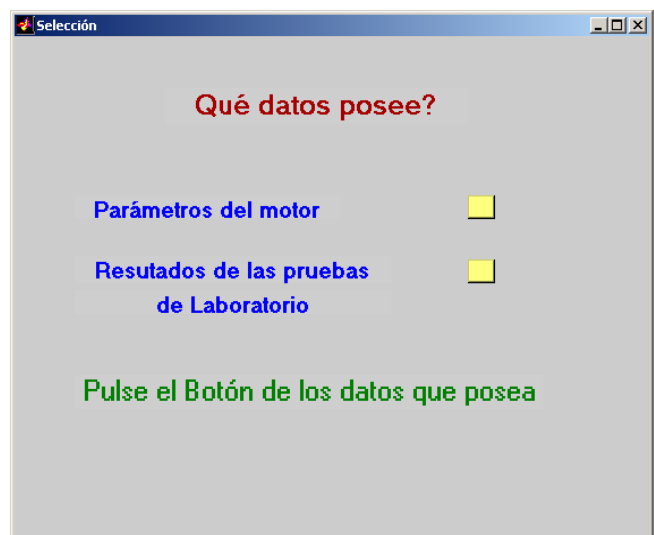 Selección
Qué datos posee?
Parámetros del motor
Resutados de las pruebas
de Laboratorio
Pulse el Botón de los datos que posea